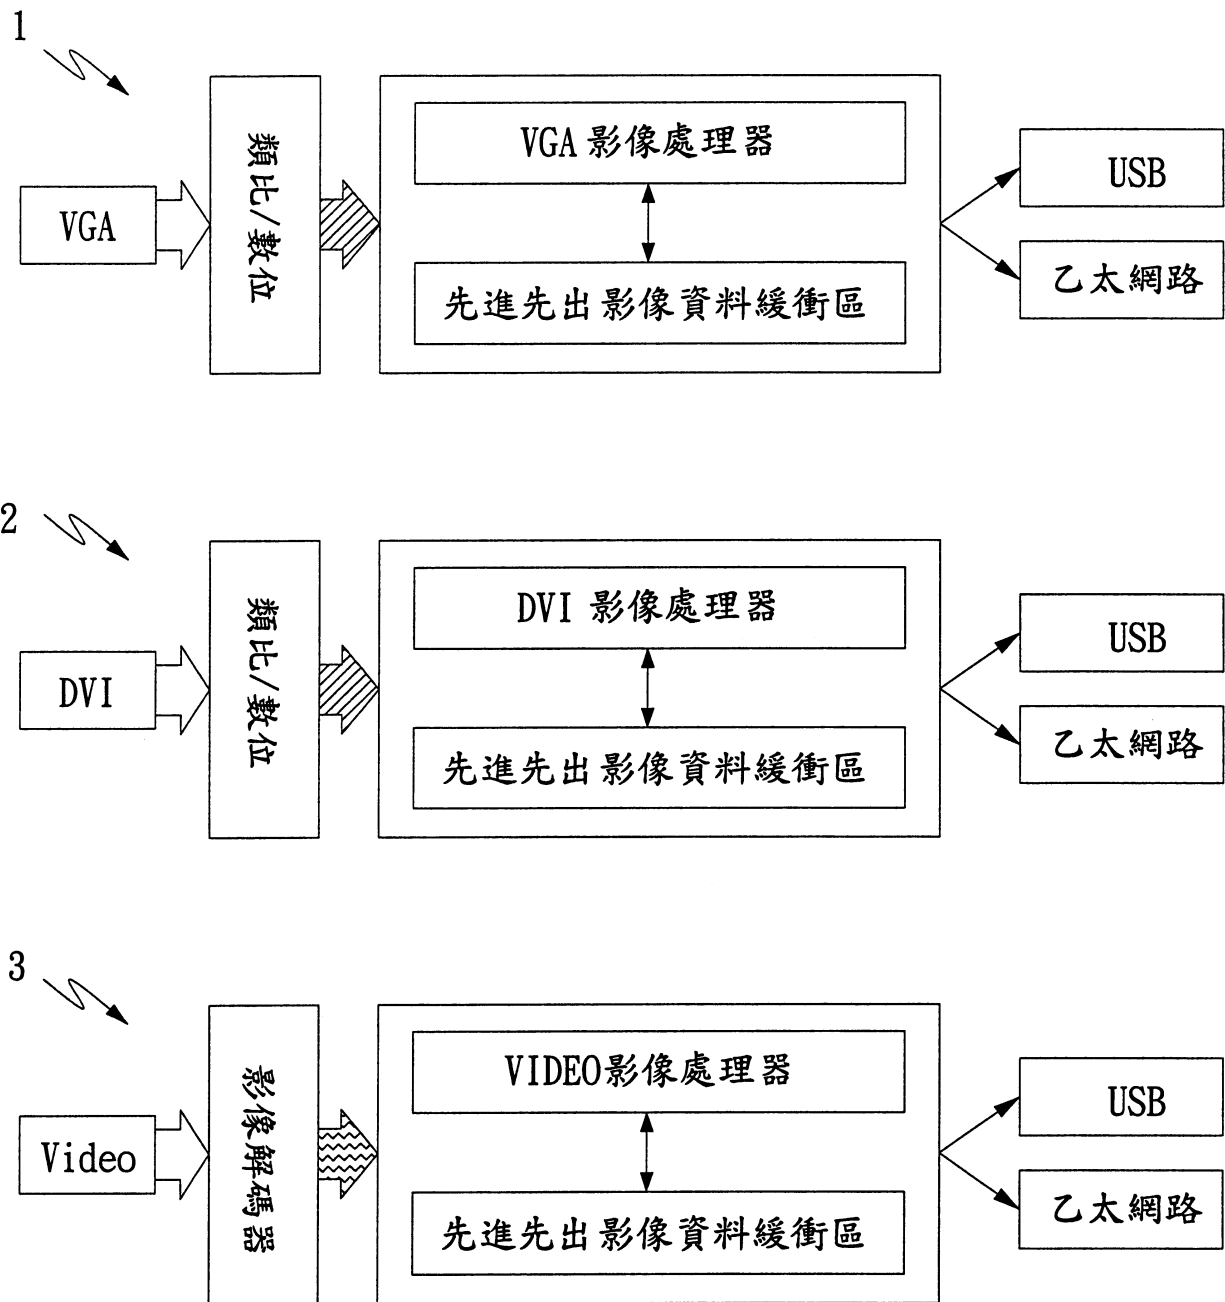 1
VGA
類比/數位
VGA 影像處理器
先進先出影像資料緩衝區
USB
乙太網路
2
DVI
類比/數位
DVI 影像處理器
先進先出影像資料緩衝區
USB
乙太網路
3
Video
影像解碼器
VIDEO影像處理器
先進先出影像資料緩衝區
USB
乙太網路